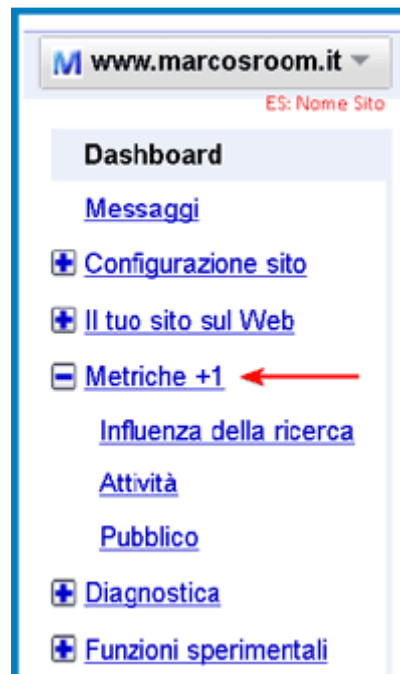 www.marcosroom.it
ES: Nome Sito
Dashboard
Messaggi
Configurazione sito
Il tuo sito sul Web
Metriche +1
Influenza della ricerca
Attività
Pubblico
Diagnostica
Funzioni sperimentali